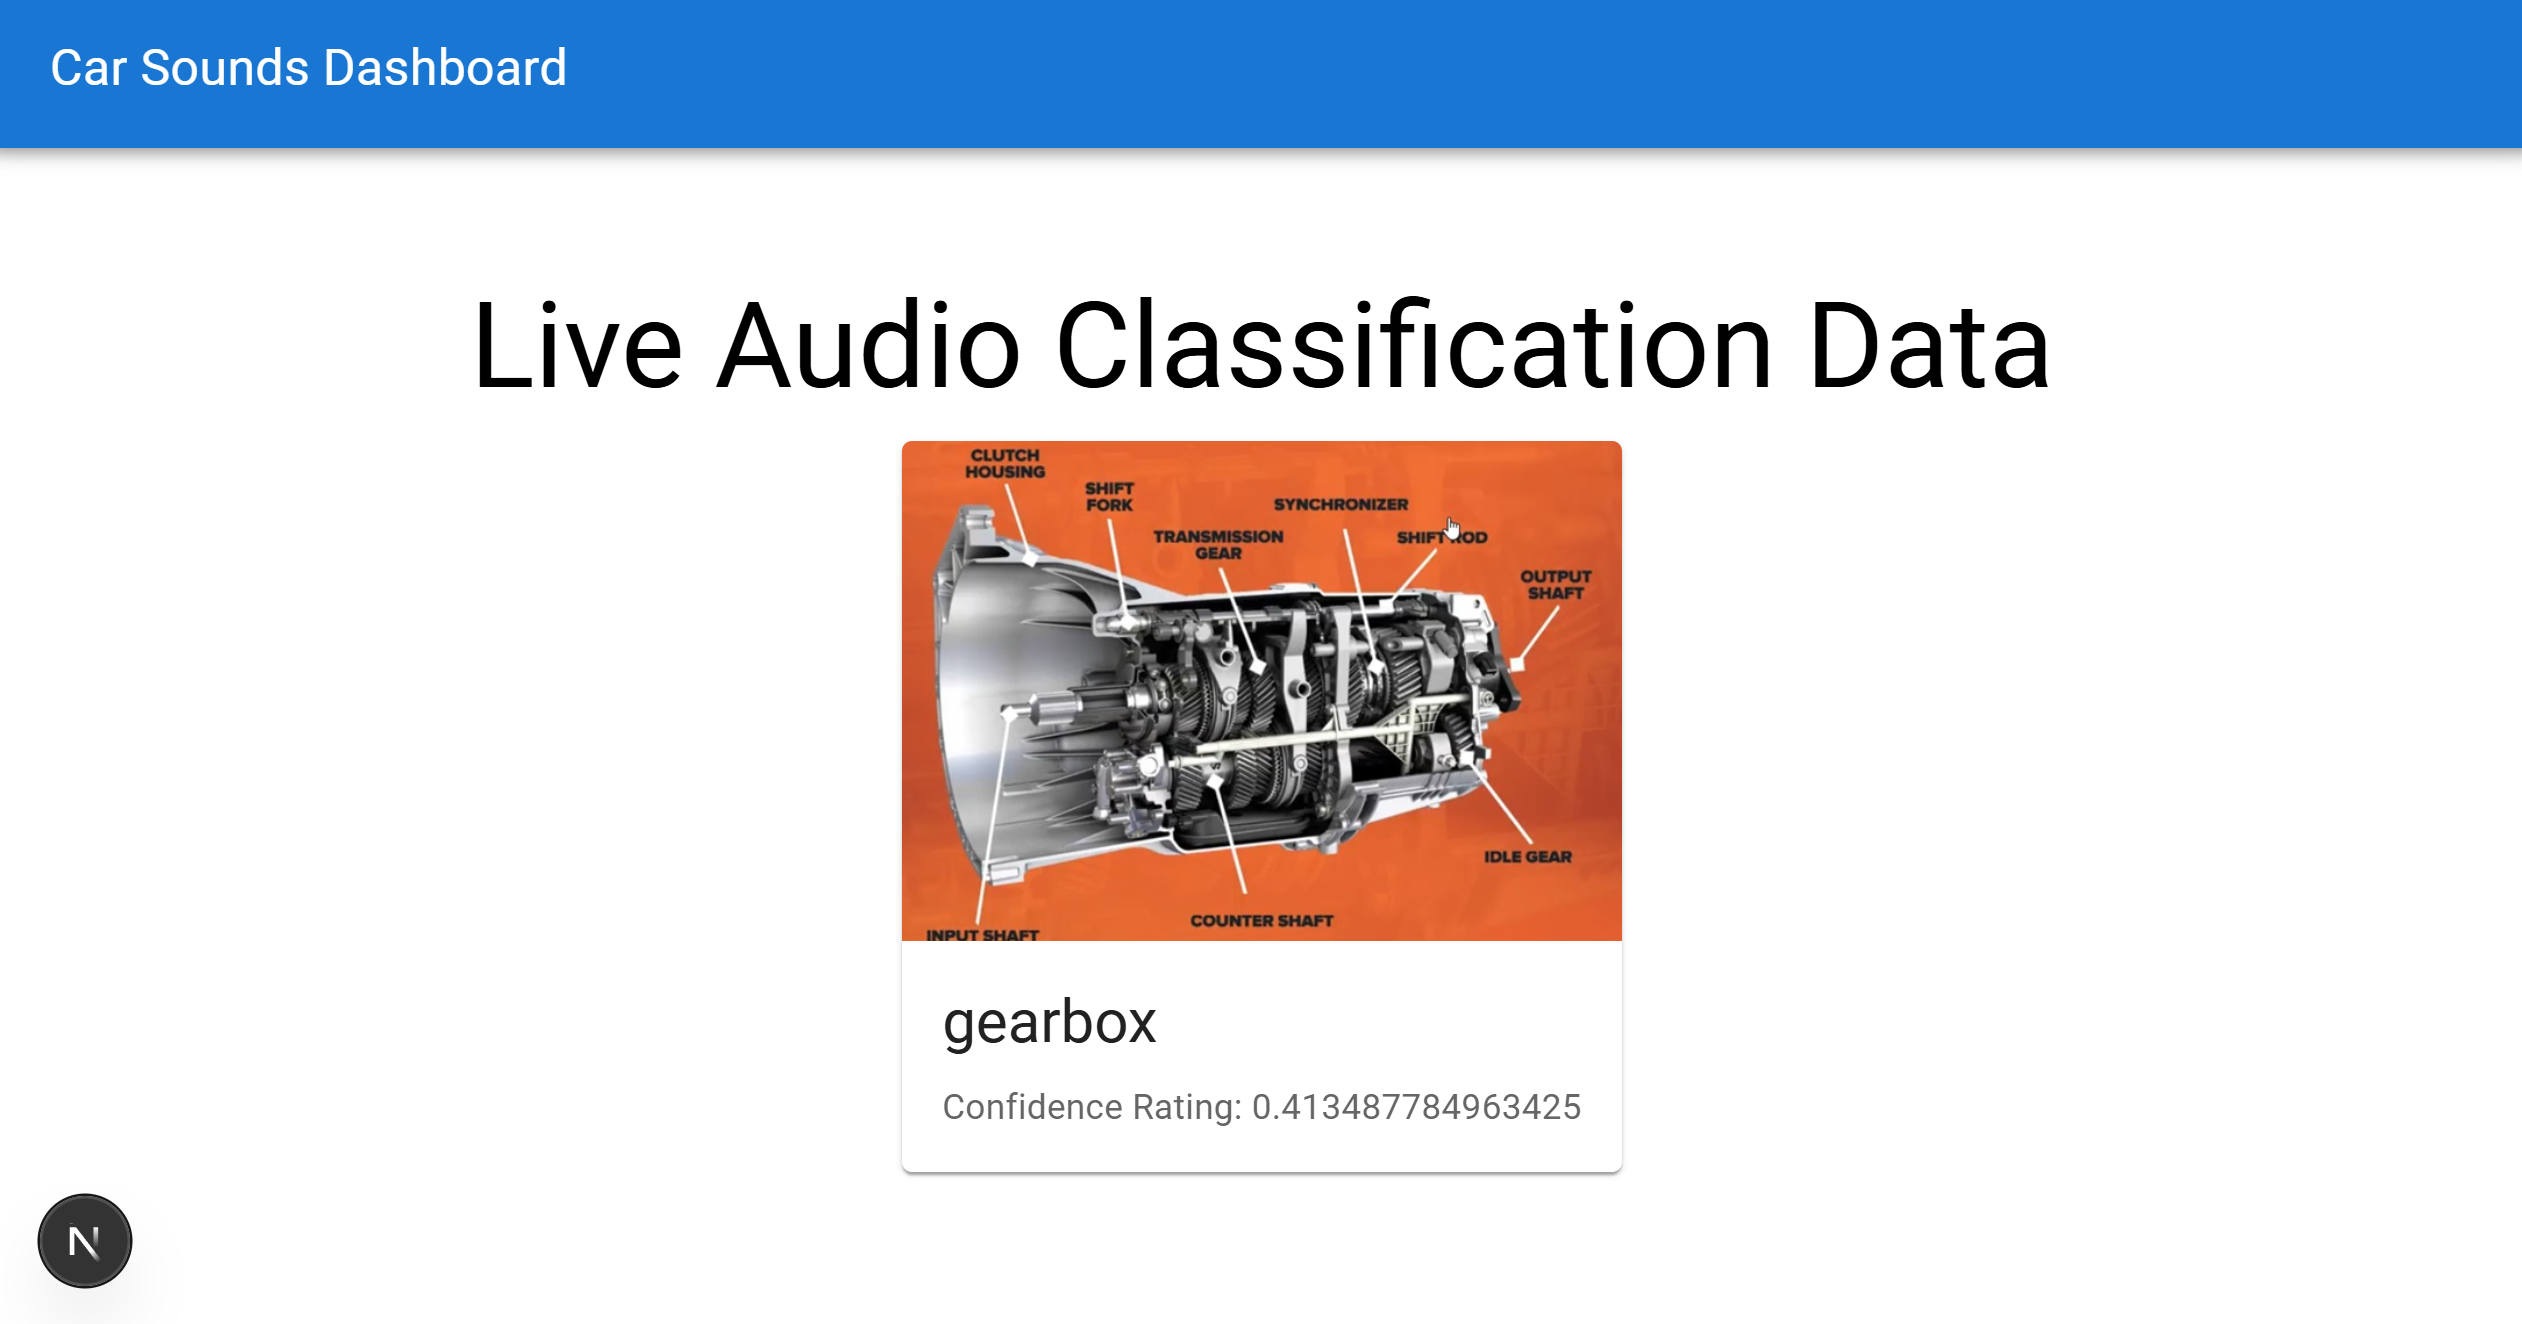 Car Sounds Dashboard
Live Audio Classification Data
CLUTCH
HOUSING
SHIFT
FORK
SYNCHRONIZER
TRANSMISSION
GEAR
SHIFT ROD
OUTPUT
SHAFT
IDLE GEAR
COUNTER SHAFT
INPUT SHAFT
gearbox
Confidence Rating: 0.413487784963425
N